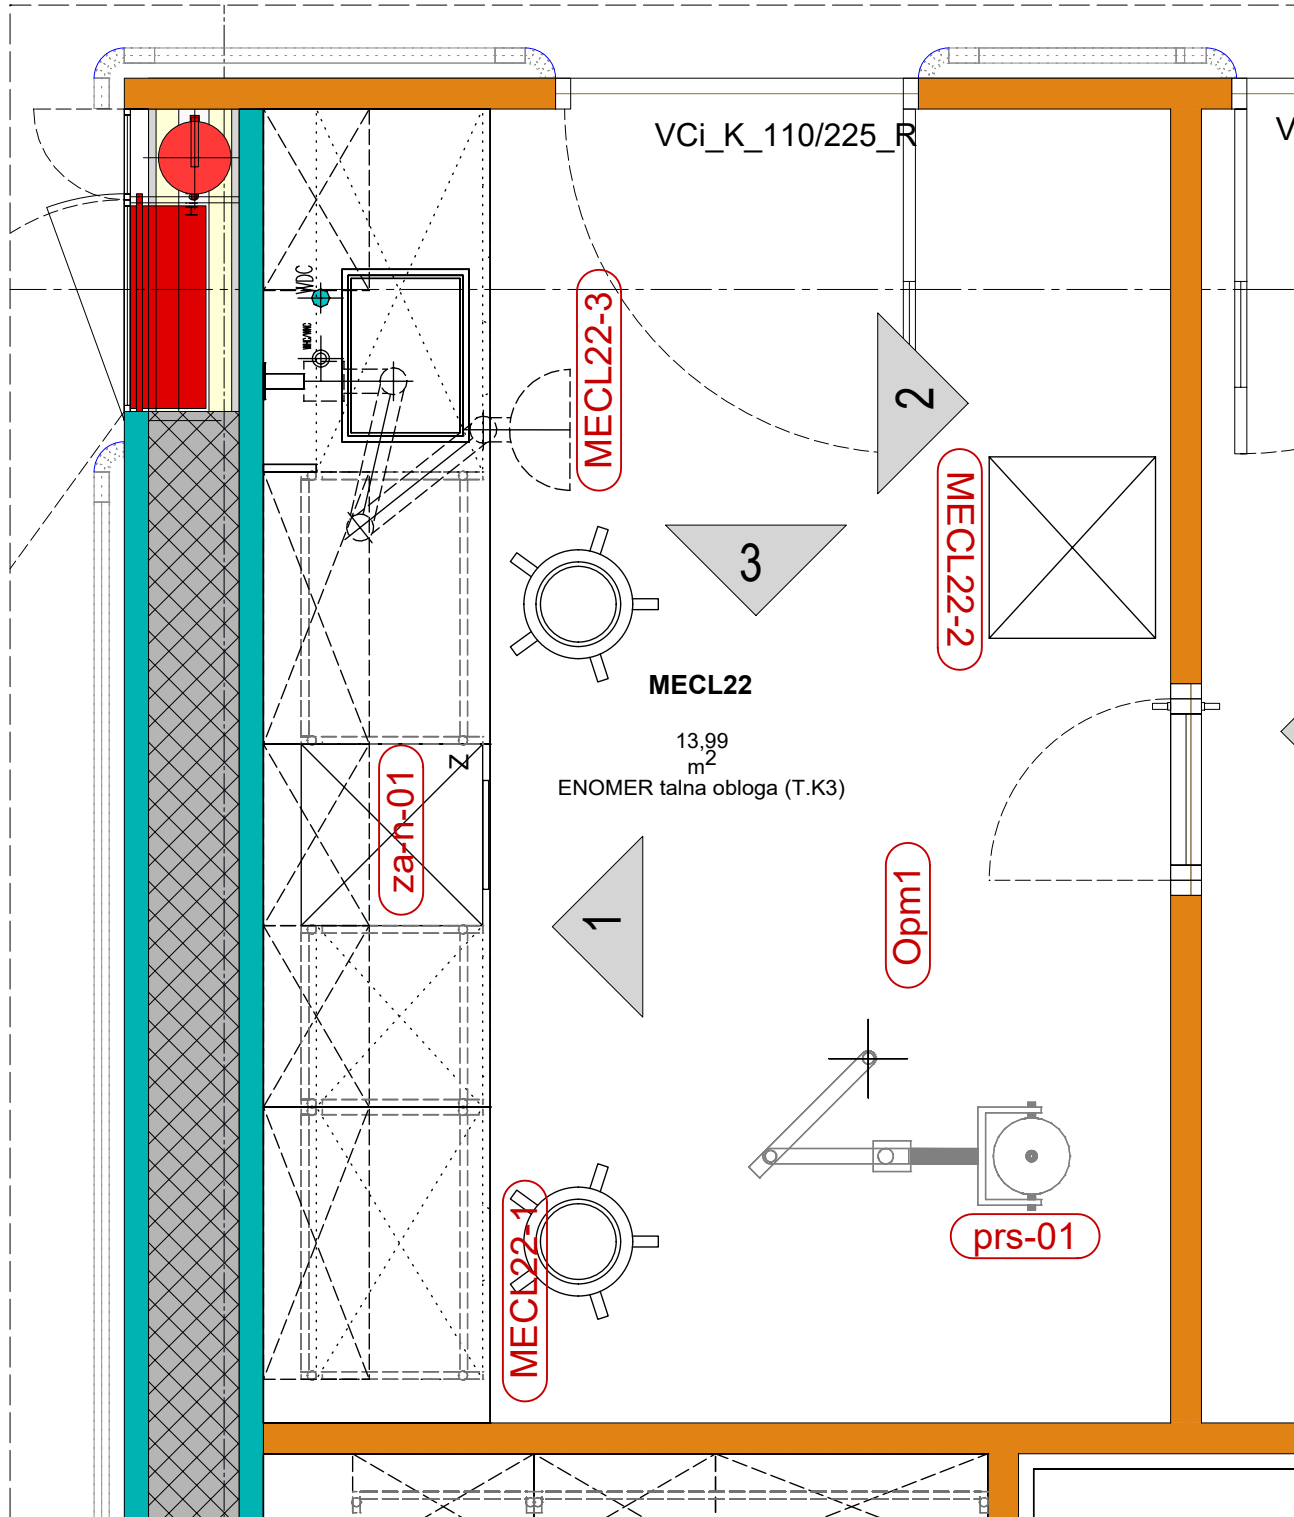 VCi_K_110/225_R
V
WDC
MECL22-3
2
MECL22-2
3
MECL22
13,99
m2
ENOMER talna obloga (T.K3)
Z
za-n-01
1
Opm1
prs-01
MECL22-1